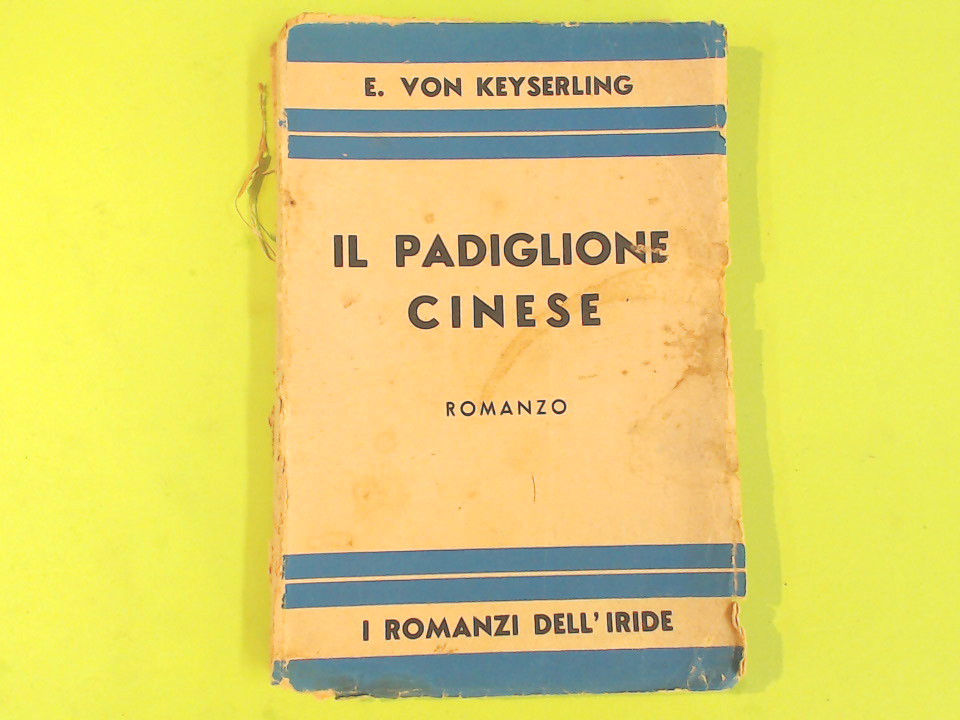 E. VON KEYSERLING
IL PADIGLIONE
CINESE
ROMANZO
I ROMANZI DELL'IRIDE